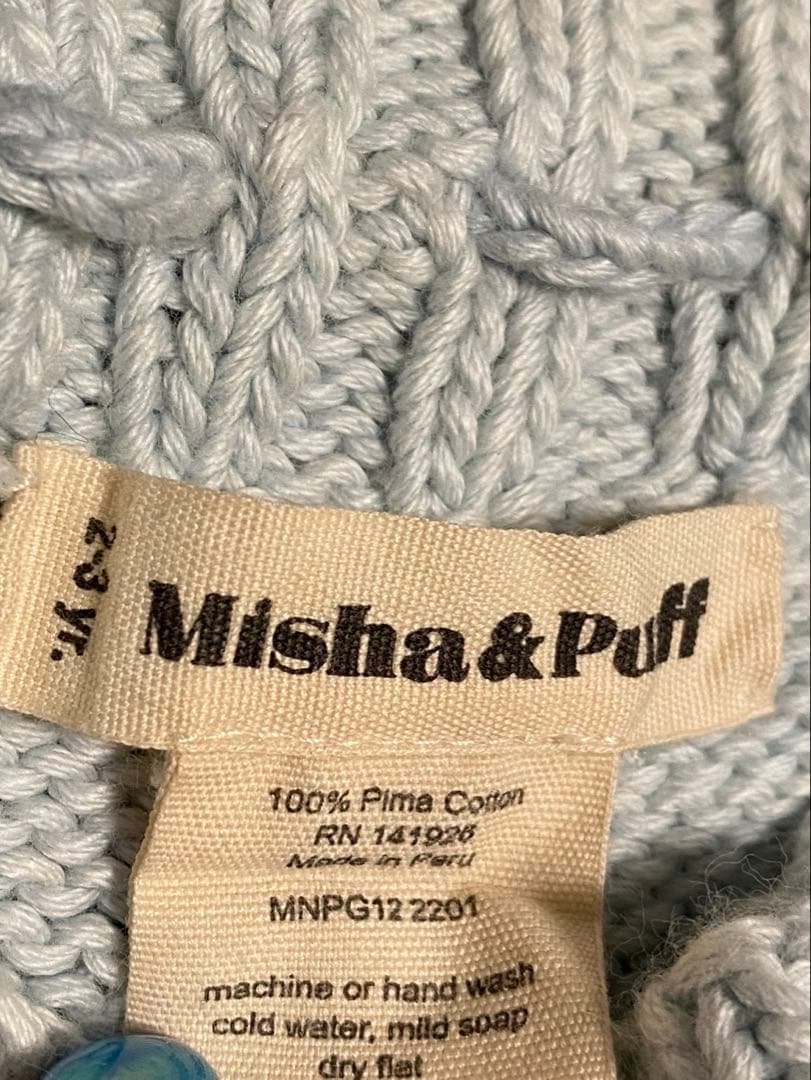 2-3 yr.
Misha&Puff
100% Pima Cotton
RN 141926
Made in Peru
MNPG12 2201
machine or hand wash
cold water, mild soap
dry flat